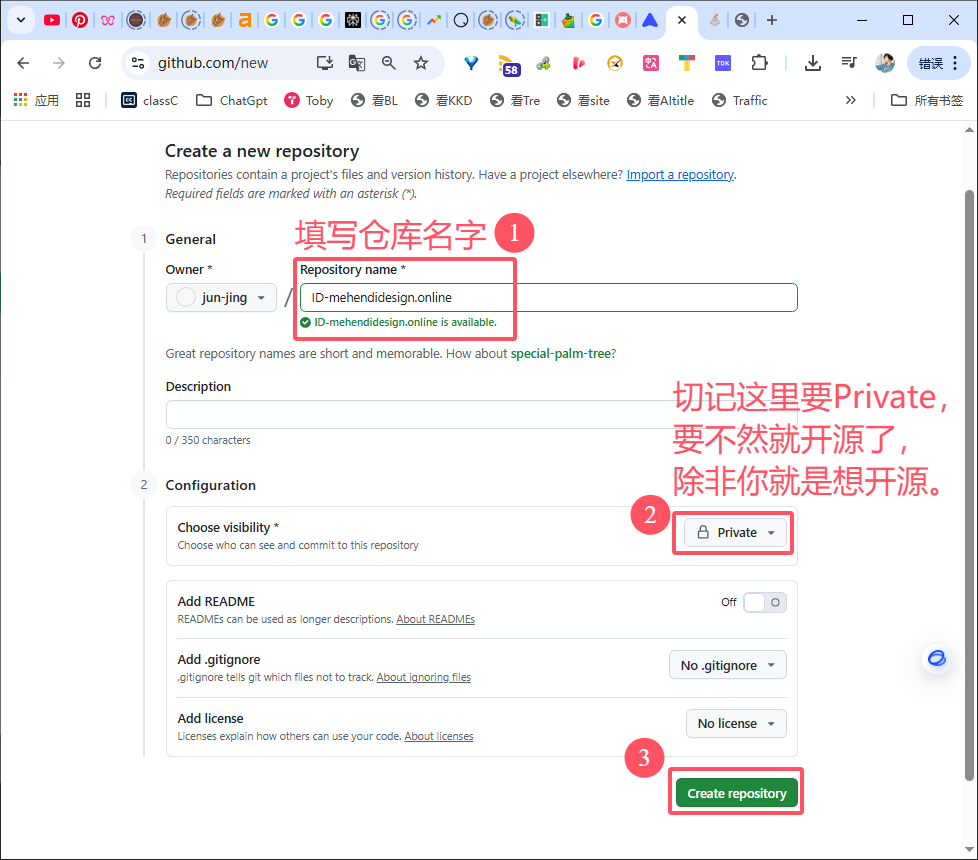 github.com/new
58
错误
应用
classC
ChatGpt
Toby
看BL
看KKD
看Tre
看site
看AItitle
Traffic
所有书签
Create a new repository
Repositories contain a project's files and version history. Have a project elsewhere? Import a repository.
Required fields are marked with an asterisk (*).
填写仓库名字 1
1 General
Owner *
Repository name *
jun-jing / ID-mehendidesign.online
ID-mehendidesign.online is available.
Great repository names are short and memorable. How about special-palm-tree?
Description
切记这里要Private，
要不然就开源了，
除非你就是想开源。
0 / 350 characters
2 Configuration
2
Choose visibility *
Private
Choose who can see and commit to this repository
Add README
Off
READMEs can be used as longer descriptions. About READMEs
Add .gitignore
No .gitignore
.gitignore tells git which files not to track. About ignoring files
Add license
No license
Licenses explain how others can use your code. About licenses
3
Create repository